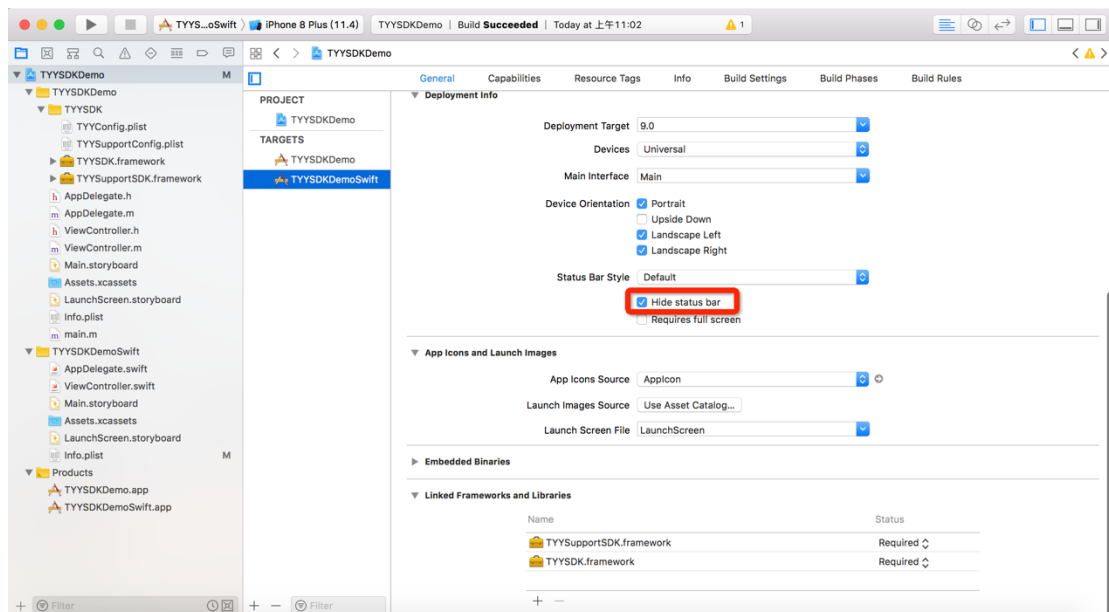 TYYS...oSwift
iPhone 8 Plus (11.4)
TYYSDKDemo | Build Succeeded | Today at 上午11:02
1
TYYSDKDemo
TYYSDKDemo M
TYYSDKDemo
TYYSDK
TYYConfig.plist
TYYSupportConfig.plist
TYYSDK.framework
TYYSupportSDK.framework
h AppDelegate.h
m AppDelegate.m
h ViewController.h
m ViewController.m
Main.storyboard
Assets.xcassets
LaunchScreen.storyboard
Info.plist
m main.m
TYYSDKDemoSwift
AppDelegate.swift
ViewController.swift
Main.storyboard
Assets.xcassets
LaunchScreen.storyboard
Info.plist M
Products
TYYSDKDemo.app
TYYSDKDemoSwift.app
Filter
General Capabilities Resource Tags Info Build Settings Build Phases Build Rules
PROJECT
TYYSDKDemo
TARGETS
TYYSDKDemo
TYYSDKDemoSwift
Filter
Deployment Info
Deployment Target 9.0
Devices Universal
Main Interface Main
Device Orientation Portrait
Upside Down
Landscape Left
Landscape Right
Status Bar Style Default
Hide status bar
Requires full screen
App Icons and Launch Images
App Icons Source AppIcon
Launch Images Source Use Asset Catalog...
Launch Screen File LaunchScreen
Embedded Binaries
Linked Frameworks and Libraries
Name Status
TYYSupportSDK.framework Required
TYYSDK.framework Required